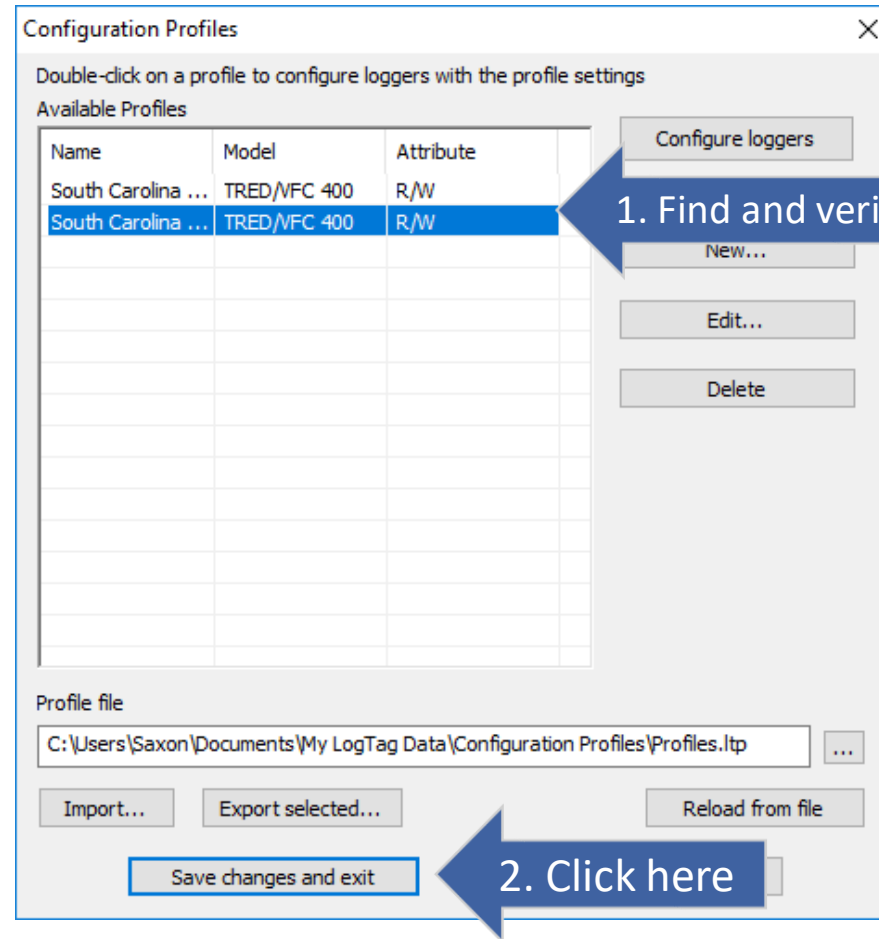 Configuration Profiles
Double-click on a profile to configure loggers with the profile settings
Available Profiles
Name Model Attribute
South Carolina ... TRED/VFC 400 R/W
South Carolina ... TRED/VFC 400 R/W
Configure loggers
1. Find and veri
New...
Edit...
Delete
Profile file
C:\Users\Saxon\Documents\My LogTag Data\Configuration Profiles\Profiles.ltp ...
Import... Export selected... Reload from file
Save changes and exit
2. Click here